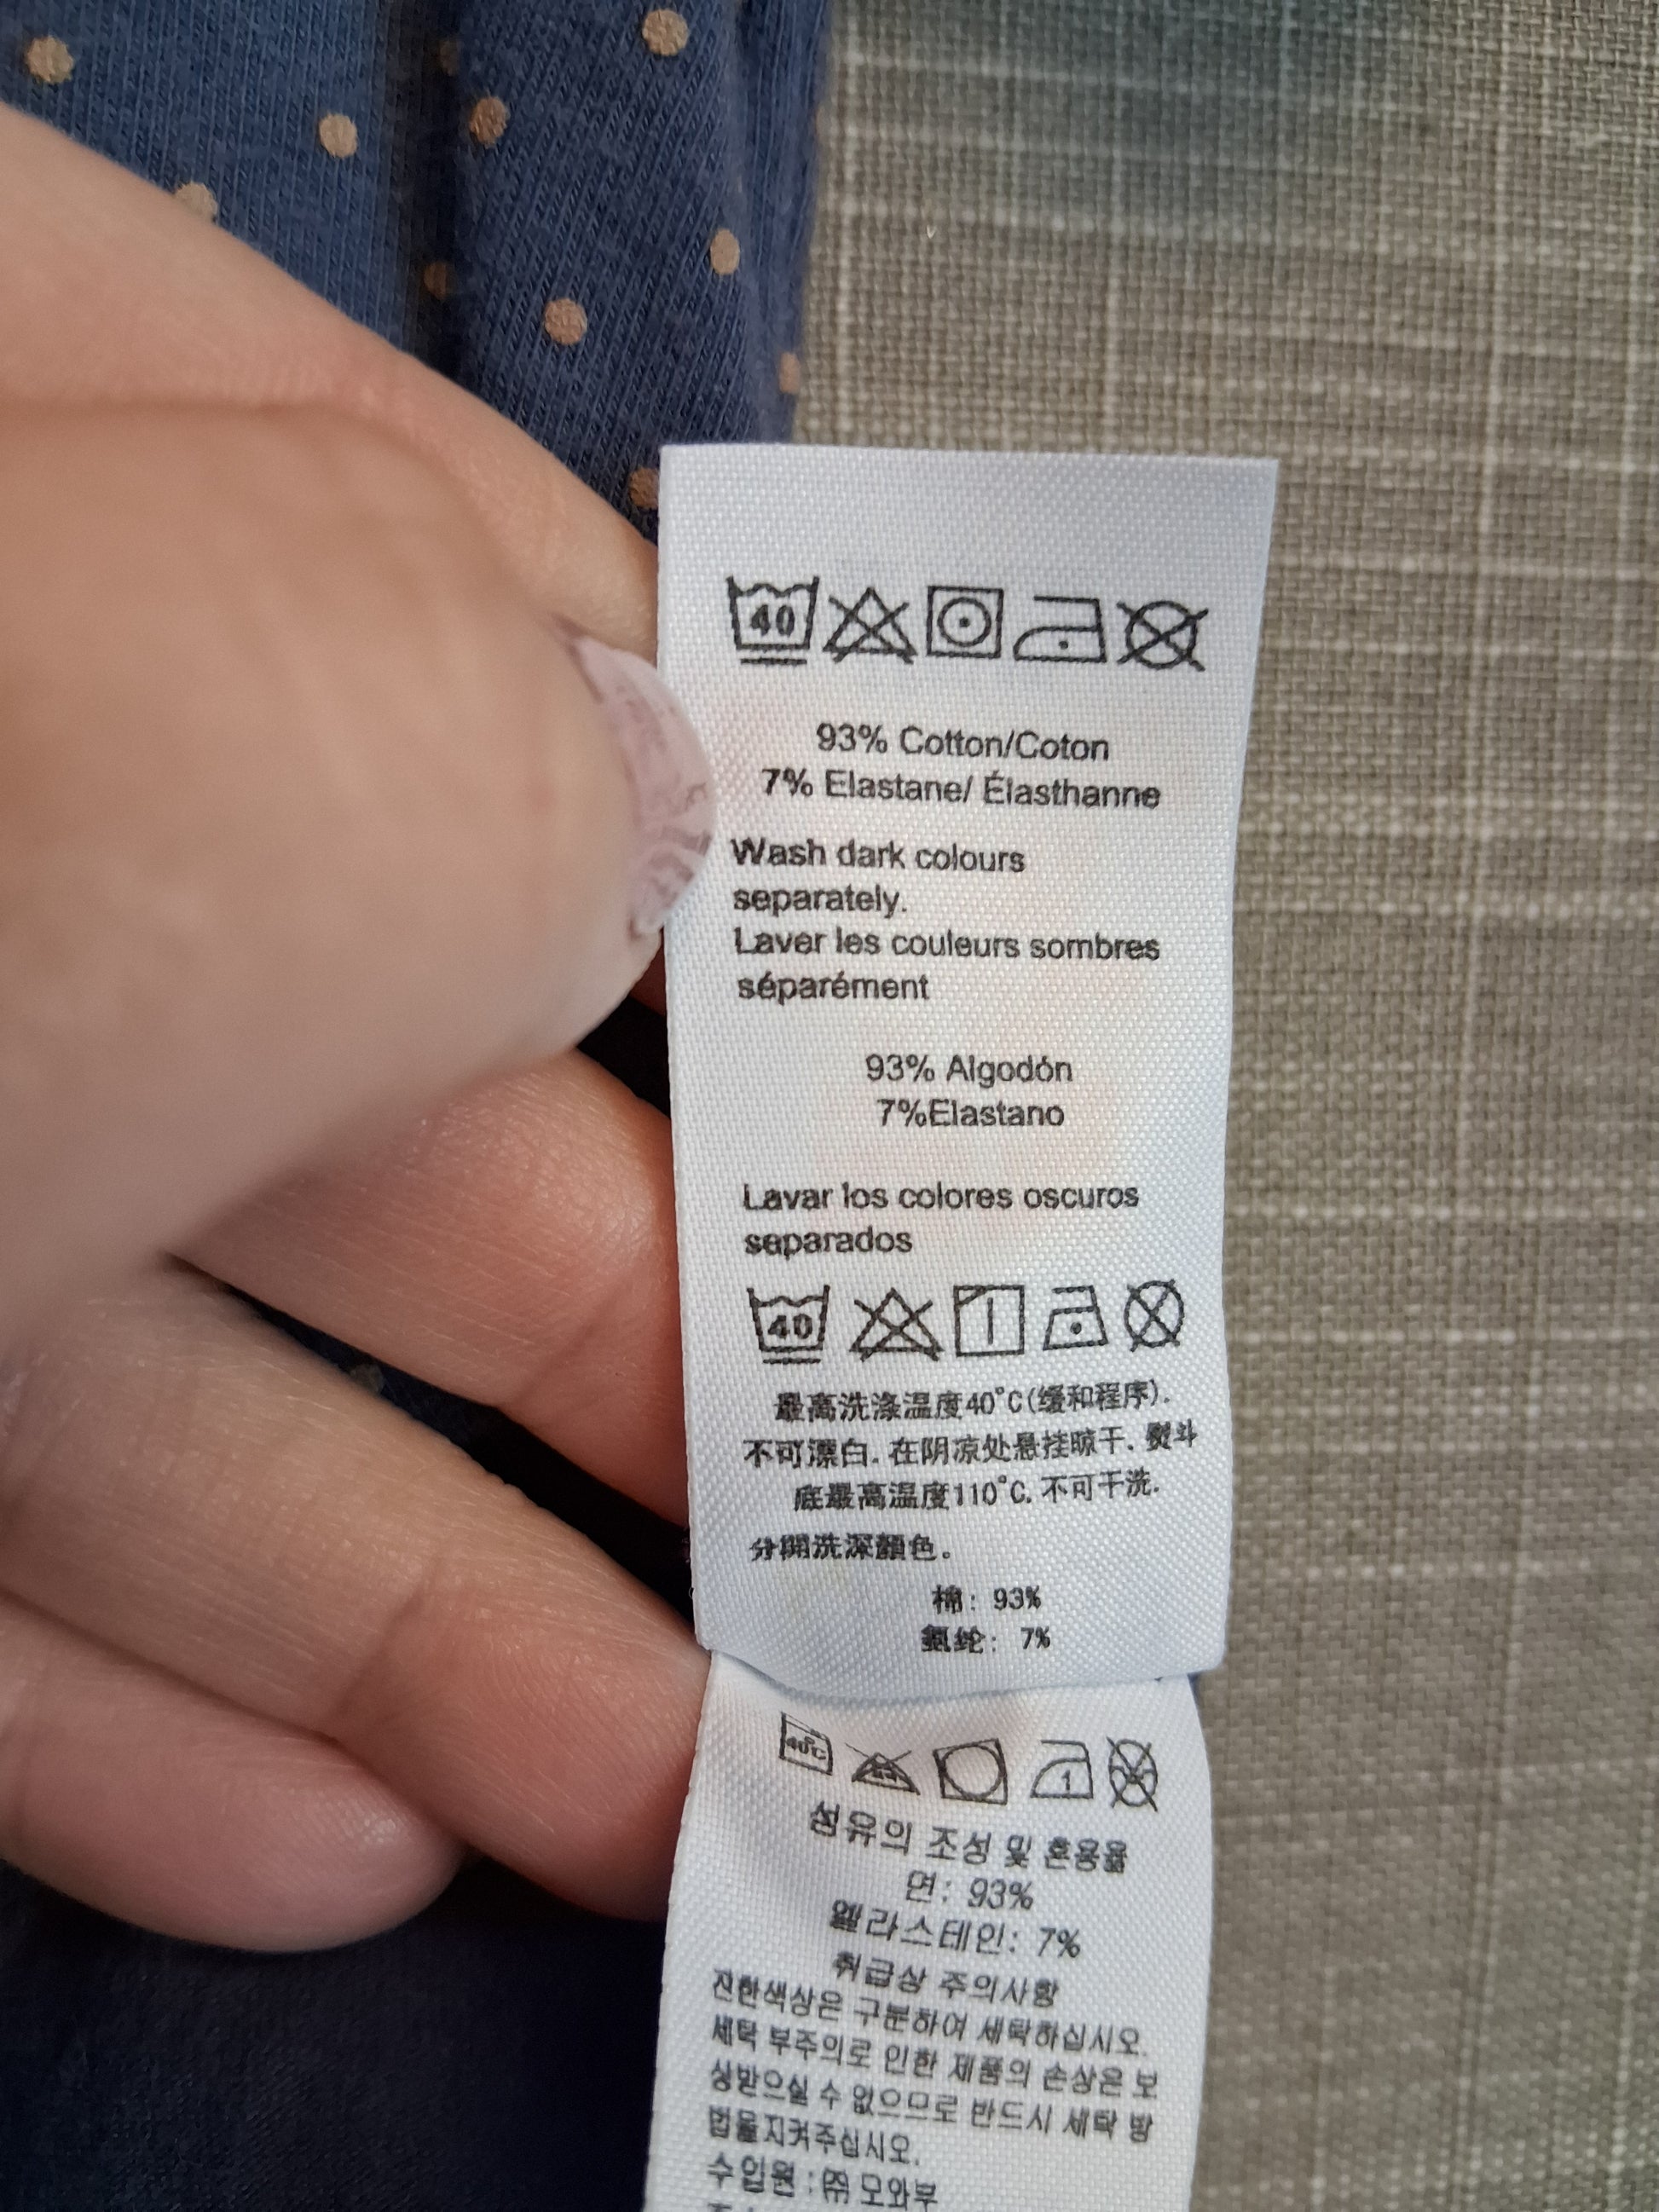 40
93% Cotton/Coton
7% Elastane/ Élasthanne
Wash dark colours
separately.
Laver les couleurs sombres
séparément
93% Algodón
7%Elastano
Lavar los colores oscuros
separados
40
最高洗涤温度40°C(缓和程序).
不可漂白. 在阴凉处悬挂晾干. 熨斗
底最高温度110°C. 不可干洗.
分開洗深顏色。
棉: 93%
氨纶: 7%
40℃ 1
섬유의 조성 및 혼용율
면: 93%
엘라스테인: 7%
취급상 주의사항
진한색상은 구분하여 세탁하십시오.
세탁 부주의로 인한 제품의 손상은 보
상받으실 수 없으므로 반드시 세탁 방
법을지켜주십시오.
수입원 :㈜ 모와부